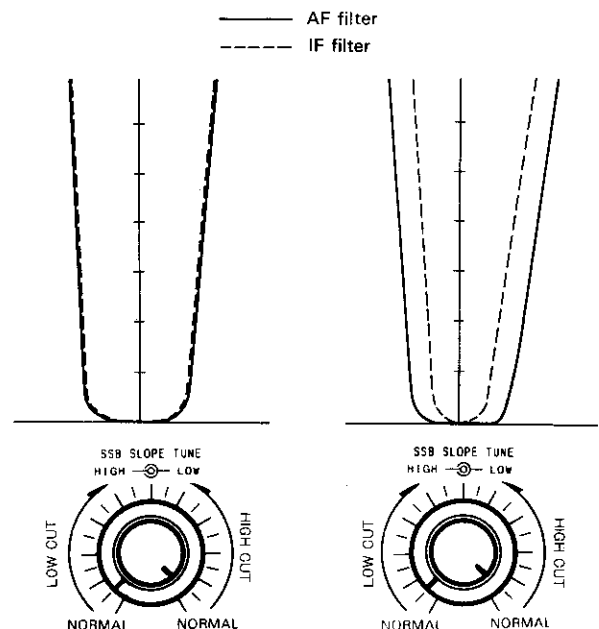 AF filter
IF filter
SSB SLOPE TUNE
HIGH LOW
LOW CUT
HIGH CUT
NORMAL NORMAL
SSB SLOPE TUNE
HIGH LOW
LOW CUT
HIGH CUT
NORMAL NORMAL